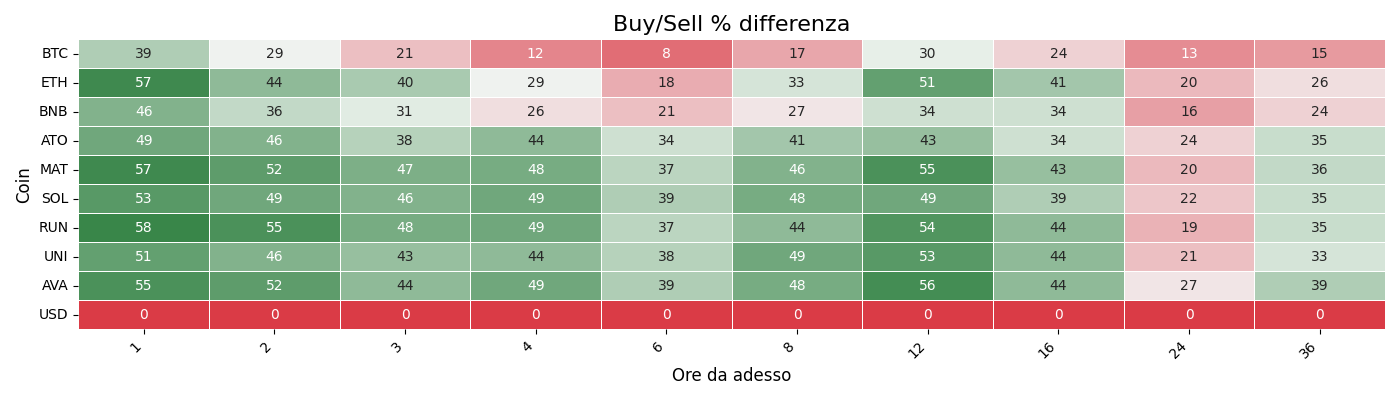 Buy/Sell % differenza
Coin
BTC 39 29 21 12 8 17 30 24 13 15
ETH 57 44 40 29 18 33 51 41 20 26
BNB 46 36 31 26 21 27 34 34 16 24
ATO 49 46 38 44 34 41 43 34 24 35
MAT 57 52 47 48 37 46 55 43 20 36
SOL 53 49 46 49 39 48 49 39 22 35
RUN 58 55 48 49 37 44 54 44 19 35
UNI 51 46 43 44 38 49 53 44 21 33
AVA 55 52 44 49 39 48 56 44 27 39
USD 0 0 0 0 0 0 0 0 0 0
1 2 3 4 6 8 12 16 24 36
Ore da adesso